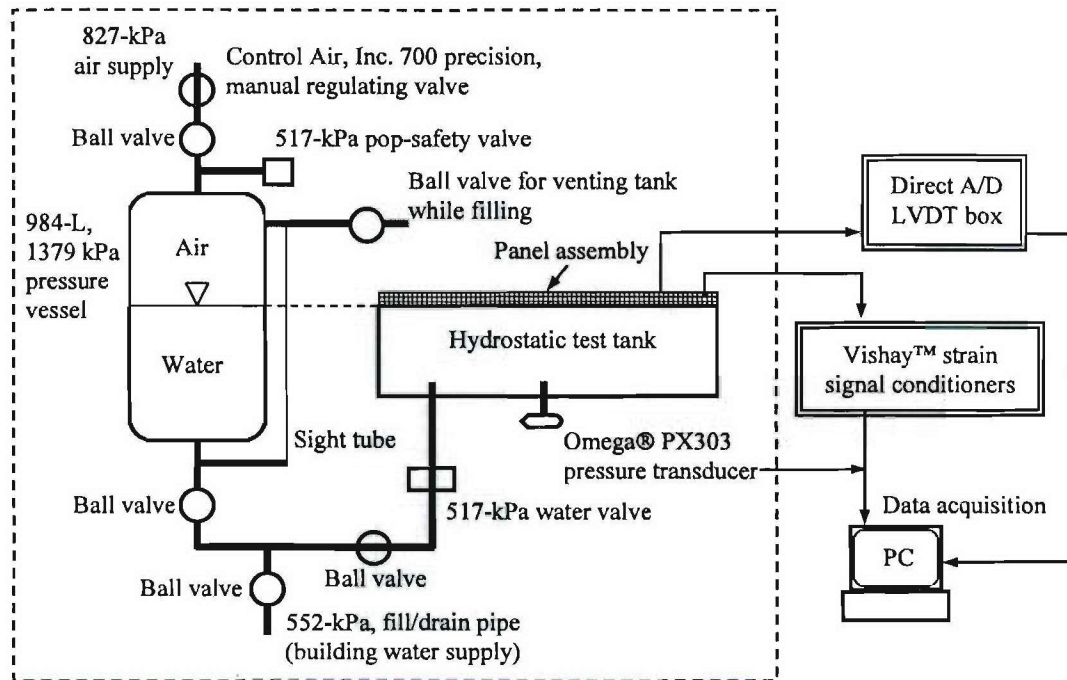 827-kPa
air supply
Control Air, Inc. 700 precision,
manual regulating valve
Ball valve
517-kPa pop-safety valve
Ball valve for venting tank
while filling
984-L,
1379 kPa
pressure
vessel
Air
Water
Panel assembly
Hydrostatic test tank
Direct A/D
LVDT box
Vishay™ strain
signal conditioners
Sight tube
Omega® PX303
pressure transducer
Ball valve
517-kPa water valve
Data acquisition
PC
Ball valve
Ball valve
552-kPa, fill/drain pipe
(building water supply)